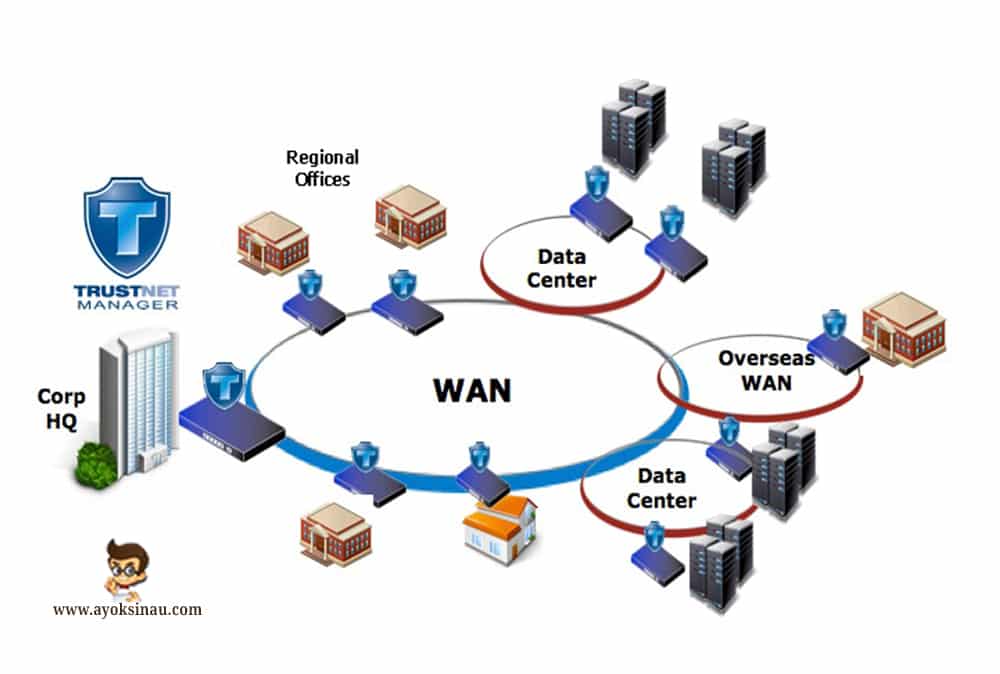 Regional
Offices
T
TRUSTNET
MANAGER
Data
Center
Corp
HQ
WAN
Overseas
WAN
Data
Center
www.ayoksinau.com